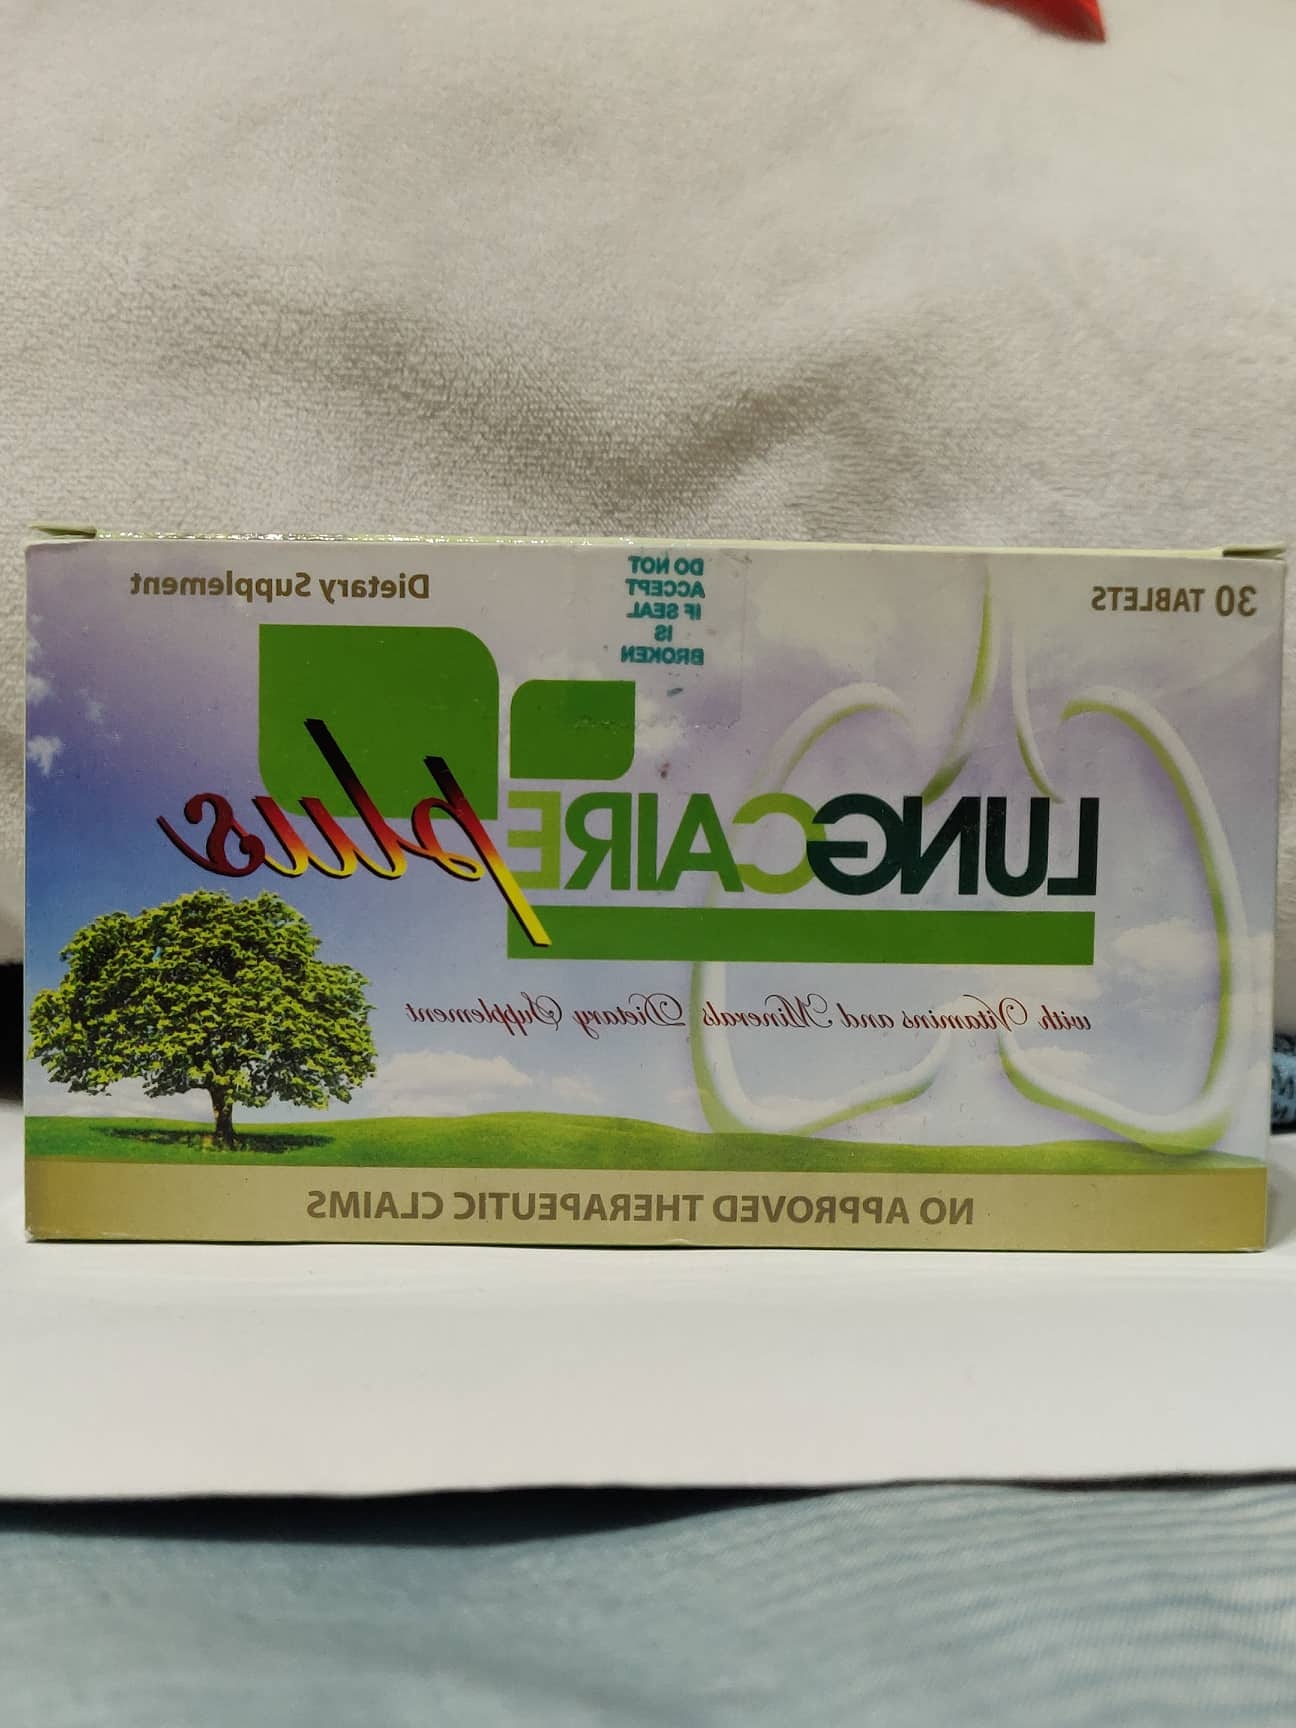 30 TABLETS
DO NOT
ACCEPT
IF SEAL
IS
BROKEN
Dietary Supplement
LUNGCAIRE plus
with Vitamins and Minerals Dietary Supplement
NO APPROVED THERAPEUTIC CLAIMS